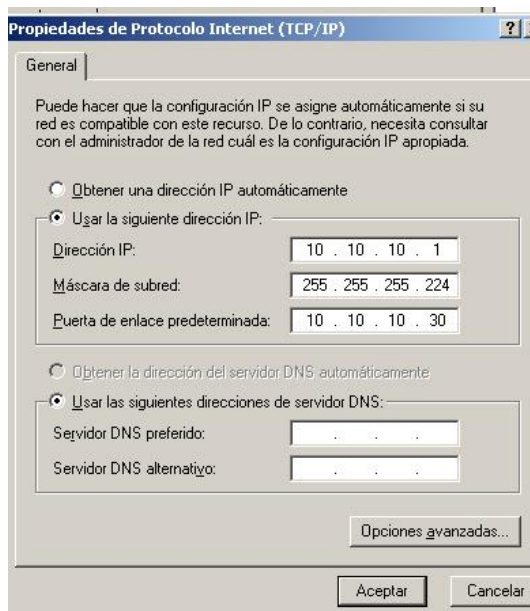 Propiedades de Protocolo Internet (TCP/IP)
General
Puede hacer que la configuración IP se asigne automáticamente si su
red es compatible con este recurso. De lo contrario, necesita consultar
con el administrador de la red cuál es la configuración IP apropiada.
Obtener una dirección IP automáticamente
Usar la siguiente dirección IP:
Dirección IP: 10 . 10 . 10 . 1
Máscara de subred: 255 . 255 . 255 . 224
Puerta de enlace predeterminada: 10 . 10 . 10 . 30
Obtener la dirección del servidor DNS automáticamente
Usar las siguientes direcciones de servidor DNS:
Servidor DNS preferido: . . .
Servidor DNS alternativo: . . .
Opciones avanzadas...
Aceptar Cancelar